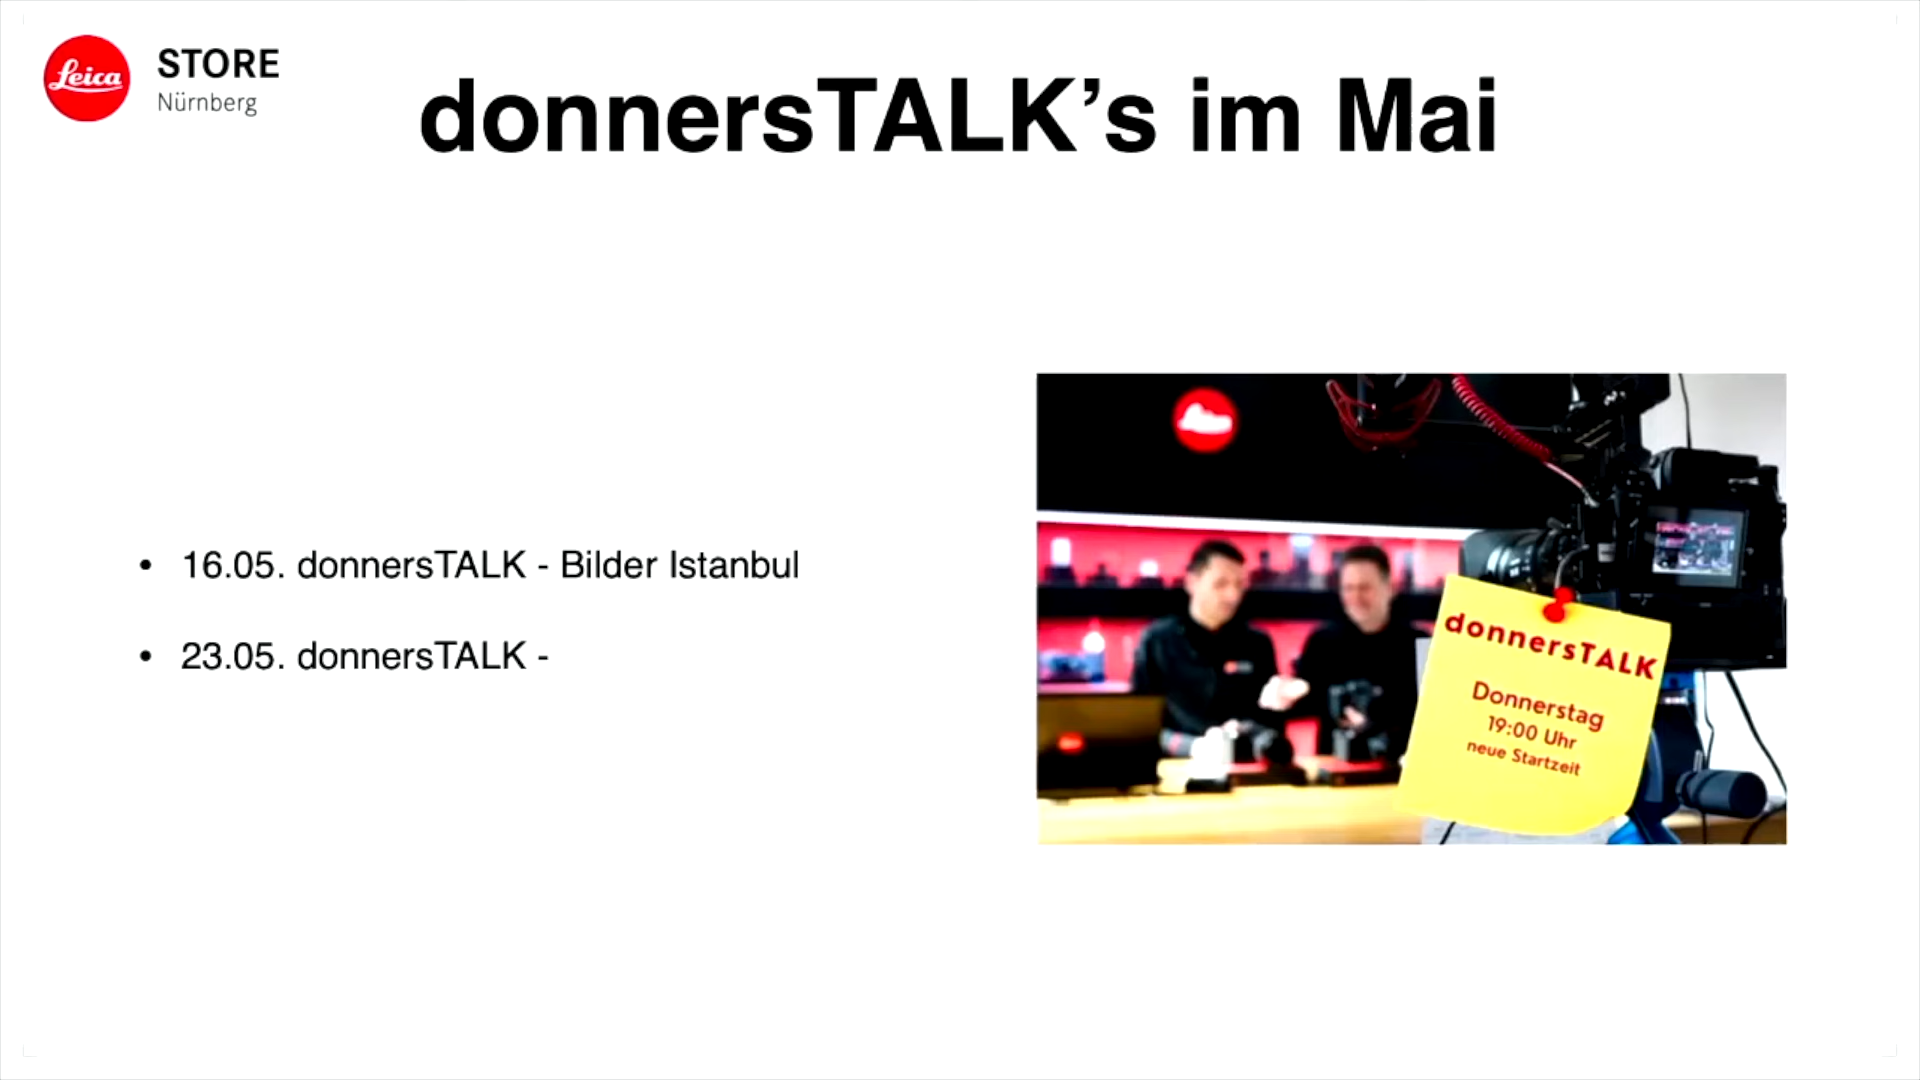 Leica
STORE
Nürnberg
donnersTALK’s im Mai
• 16.05. donnersTALK - Bilder Istanbul
• 23.05. donnersTALK -
Leica
donnersTALK
Donnerstag
19:00 Uhr
neue Startzeit